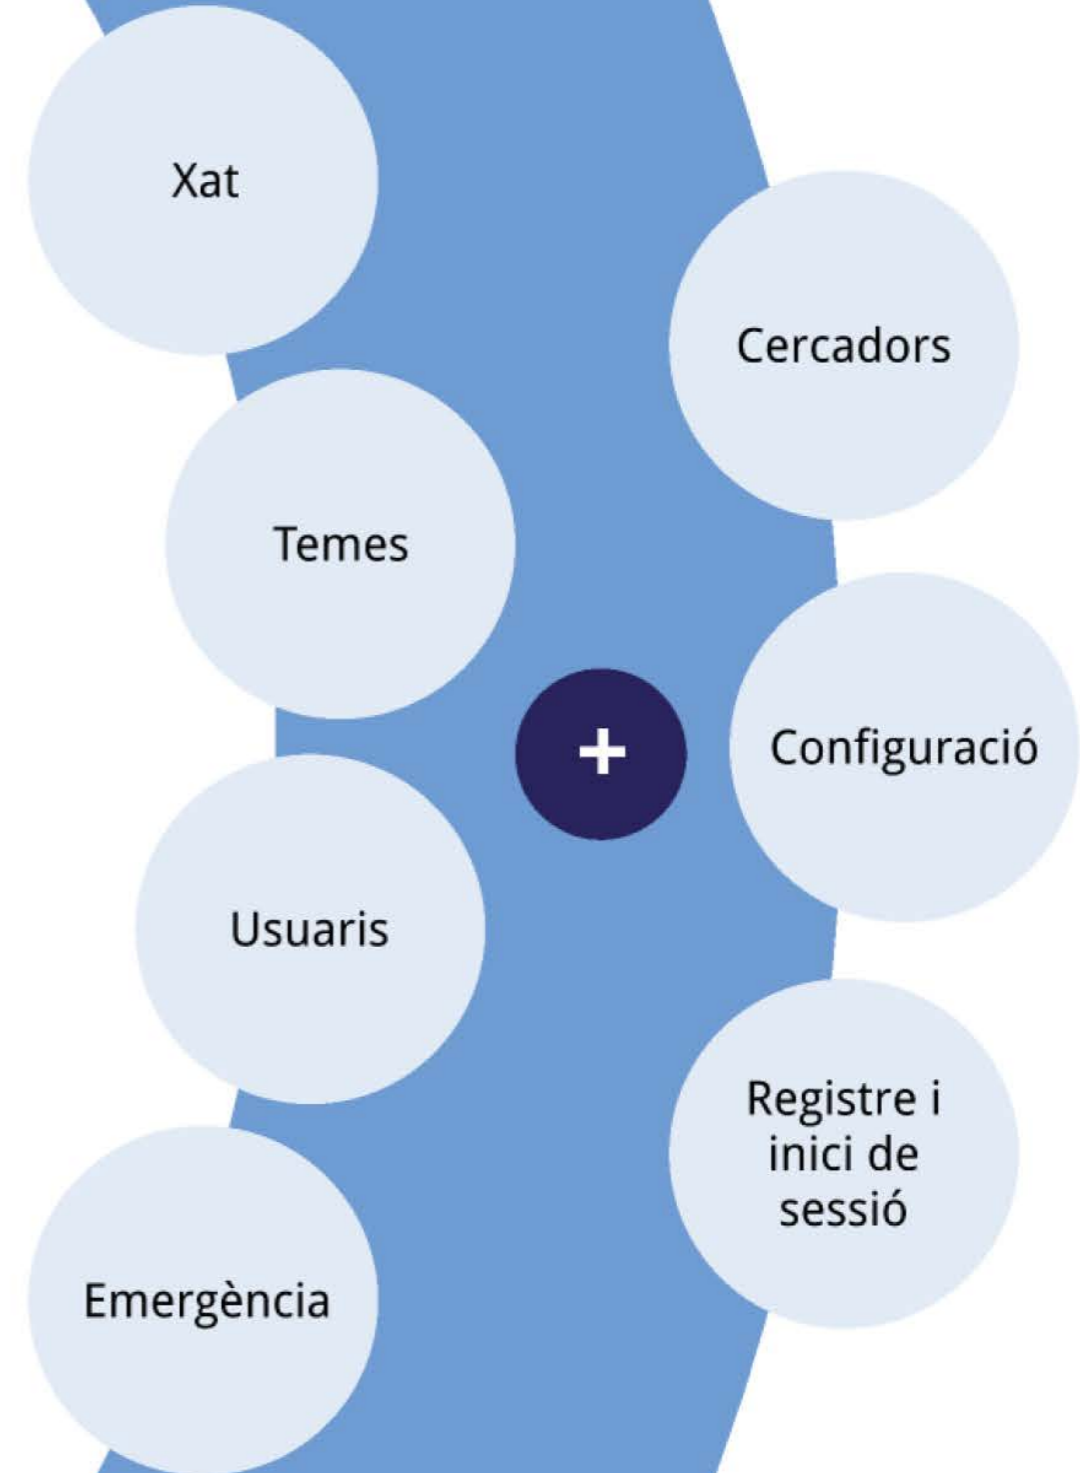 Xat
Cercadors
Temes
+
Configuració
Usuaris
Registre i
inici de
sessió
Emergència